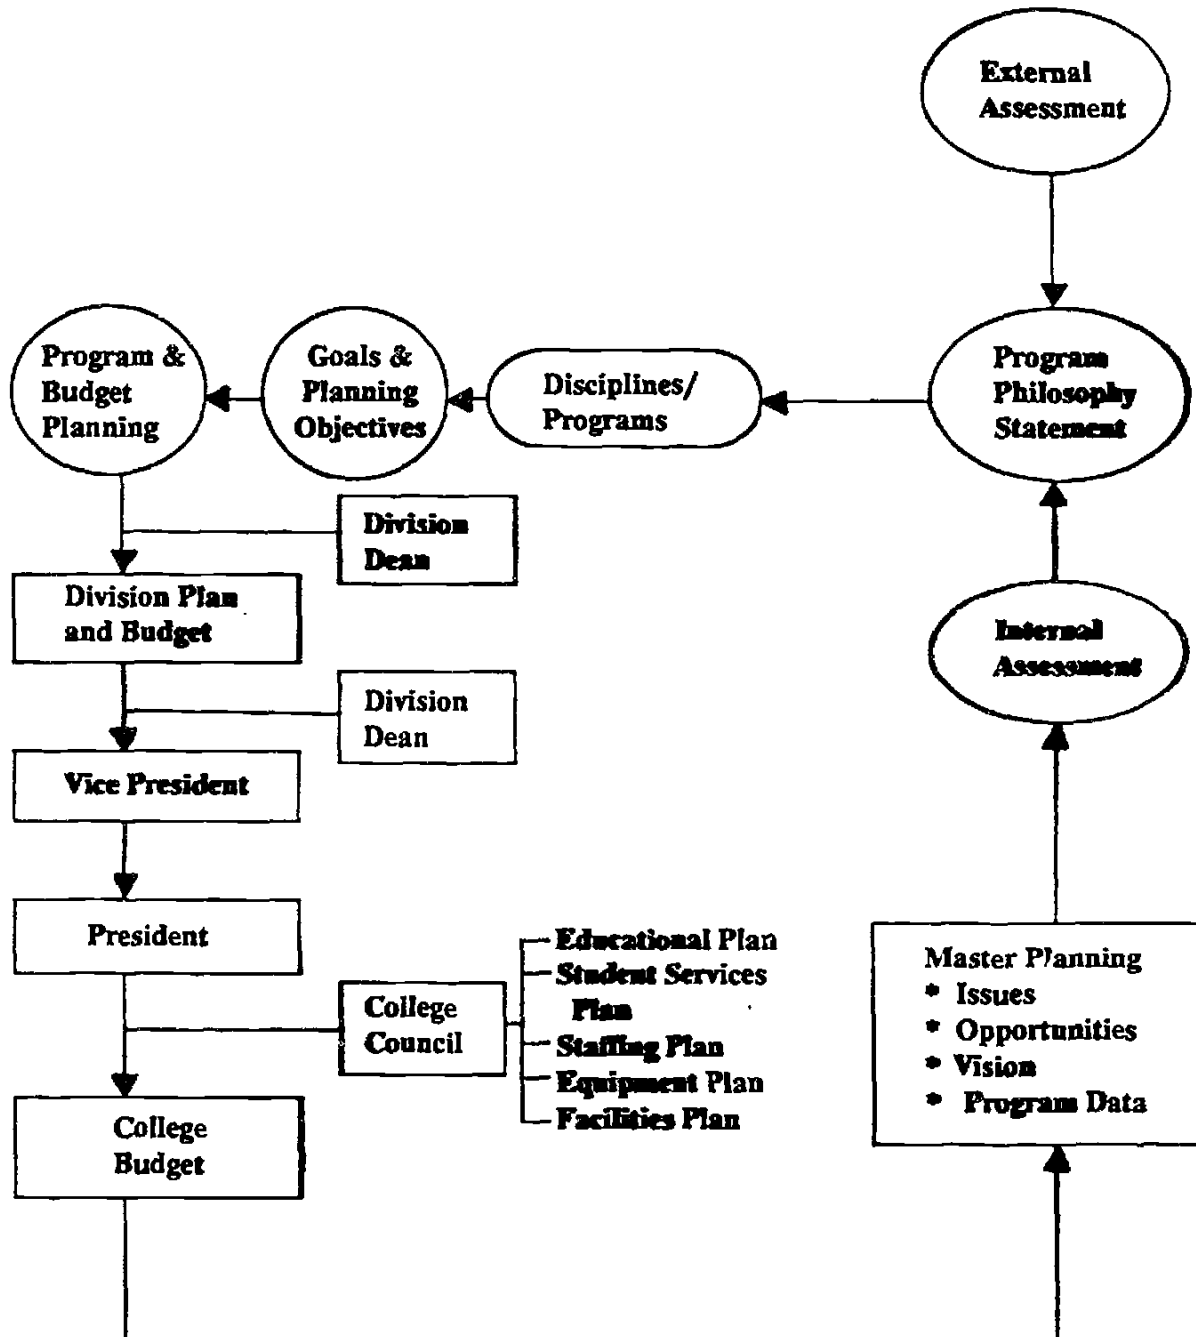 External
Assessment
Program &
Budget
Planning
Goals &
Planning
Objectives
Disciplines/
Programs
Program
Philosophy
Statement
Division
Dean
Division Plan
and Budget
Internal
Assessment
Division
Dean
Vice President
President
College
Council
Educational Plan
Student Services
Plan
Staffing Plan
Equipment Plan
Facilities Plan
Master Planning
* Issues
* Opportunities
* Vision
* Program Data
College
Budget